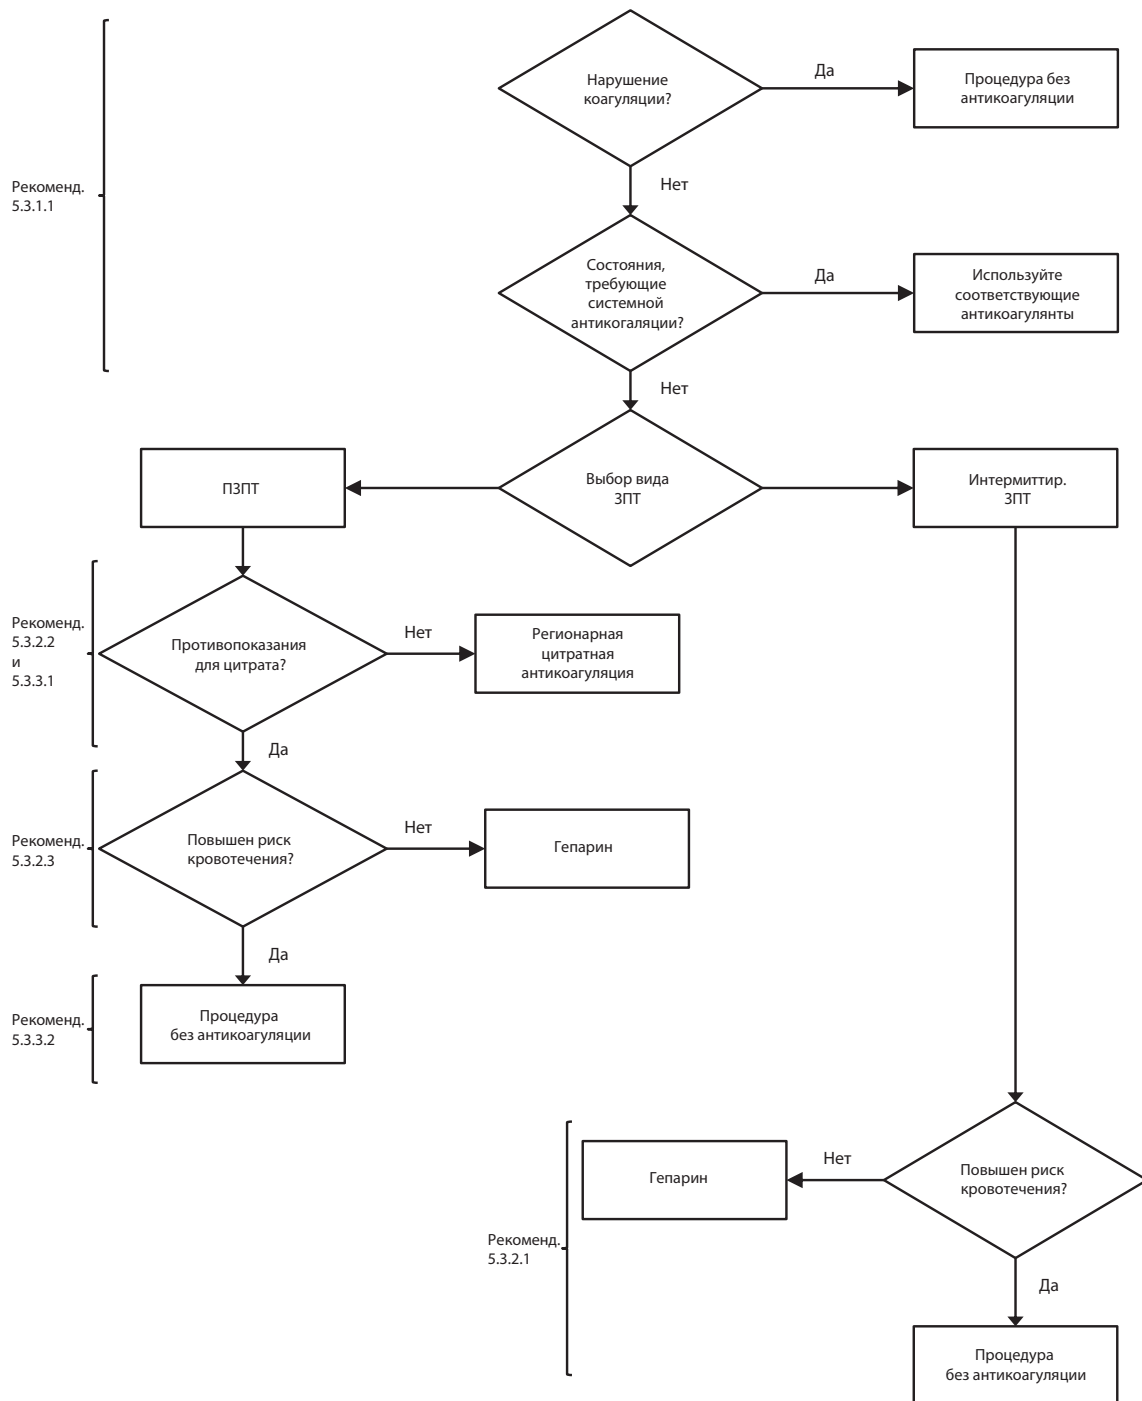 Нарушение
коагуляции?
Да
Процедура без
антикоагуляции
Рекоменд.
5.3.1.1
Нет
Состояния,
требующие
системной
антикогаляции?
Да
Используйте
соответствующие
антикоагулянты
Нет
ПЗПТ
Выбор вида
ЗПТ
Интермиттир.
ЗПТ
Рекоменд.
5.3.2.2
и
5.3.3.1
Противопоказания
для цитрата?
Нет
Регионарная
цитратная
антикоагуляция
Да
Рекоменд.
5.3.2.3
Повышен риск
кровотечения?
Нет
Гепарин
Да
Рекоменд.
5.3.3.2
Процедура
без антикоагуляции
Рекоменд.
5.3.2.1
Гепарин
Нет
Повышен риск
кровотечения?
Да
Процедура
без антикоагуляции